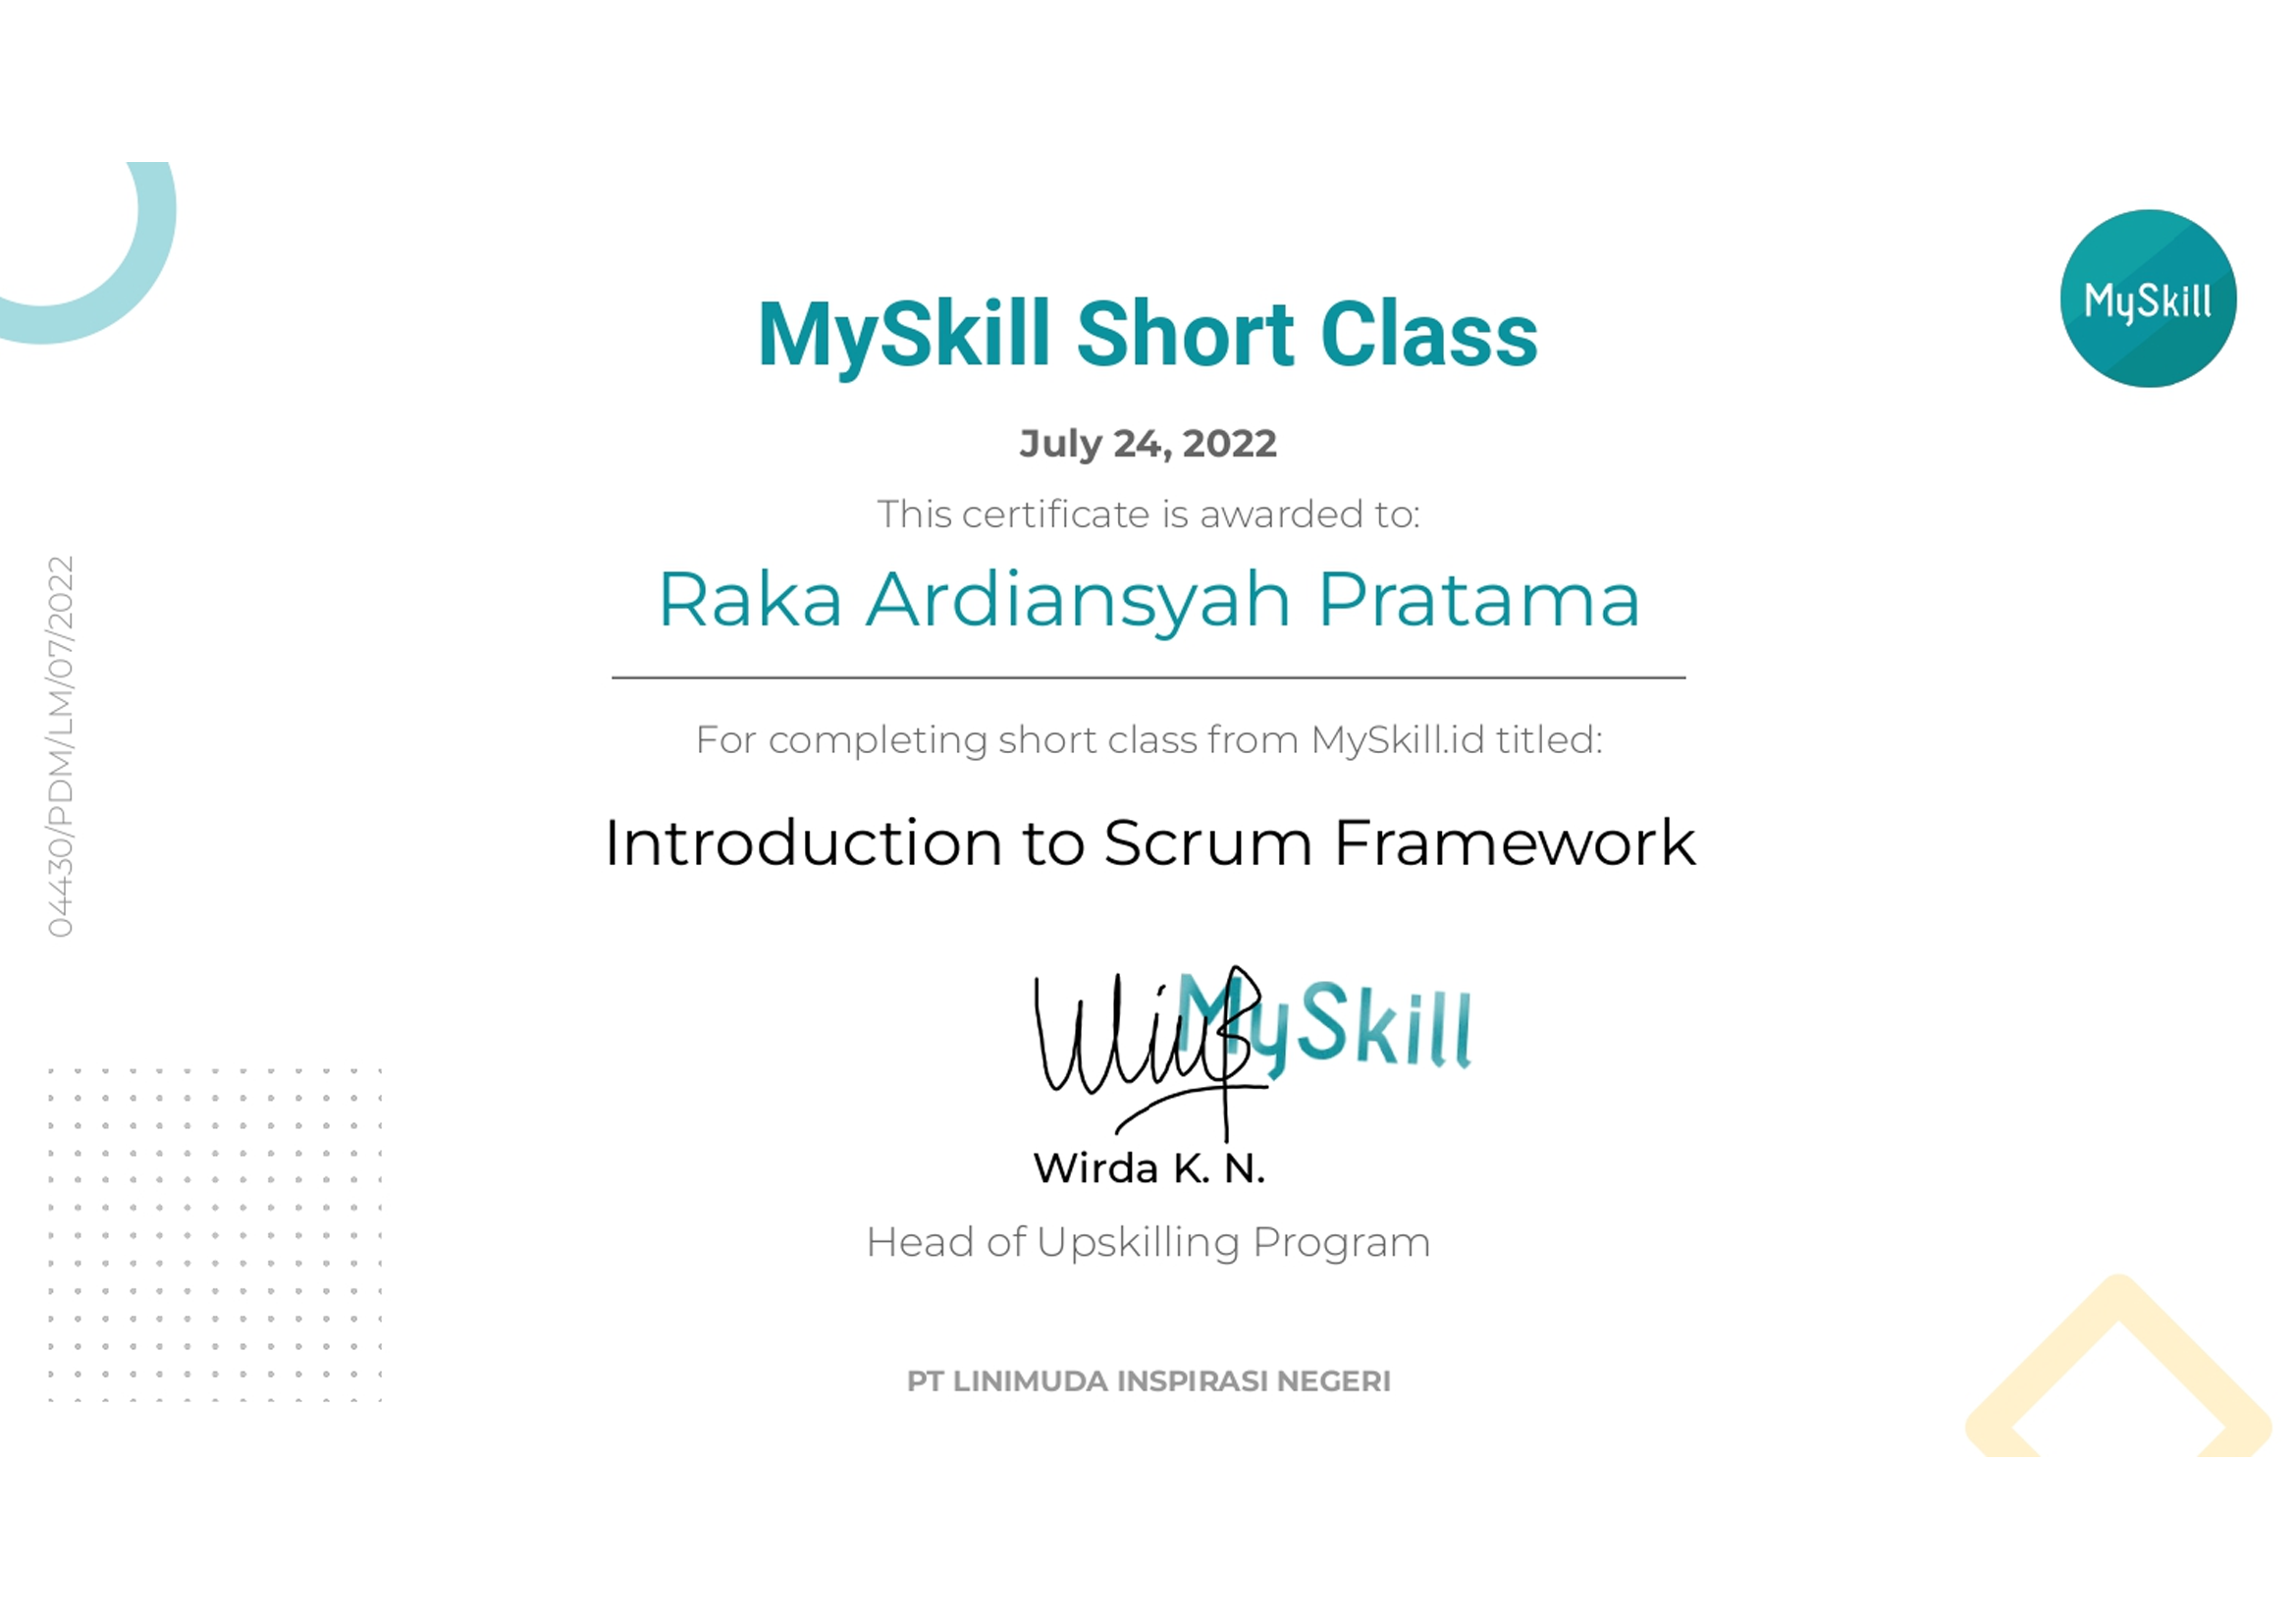 MySkill
MySkill Short Class
July 24, 2022
This certificate is awarded to:
Raka Ardiansyah Pratama
For completing short class from MySkill.id titled:
Introduction to Scrum Framework
04430/PDM/LM/07/2022
MySkill
Wirda K. N.
Head of Upskilling Program
PT LINIMUDA INSPIRASI NEGERI